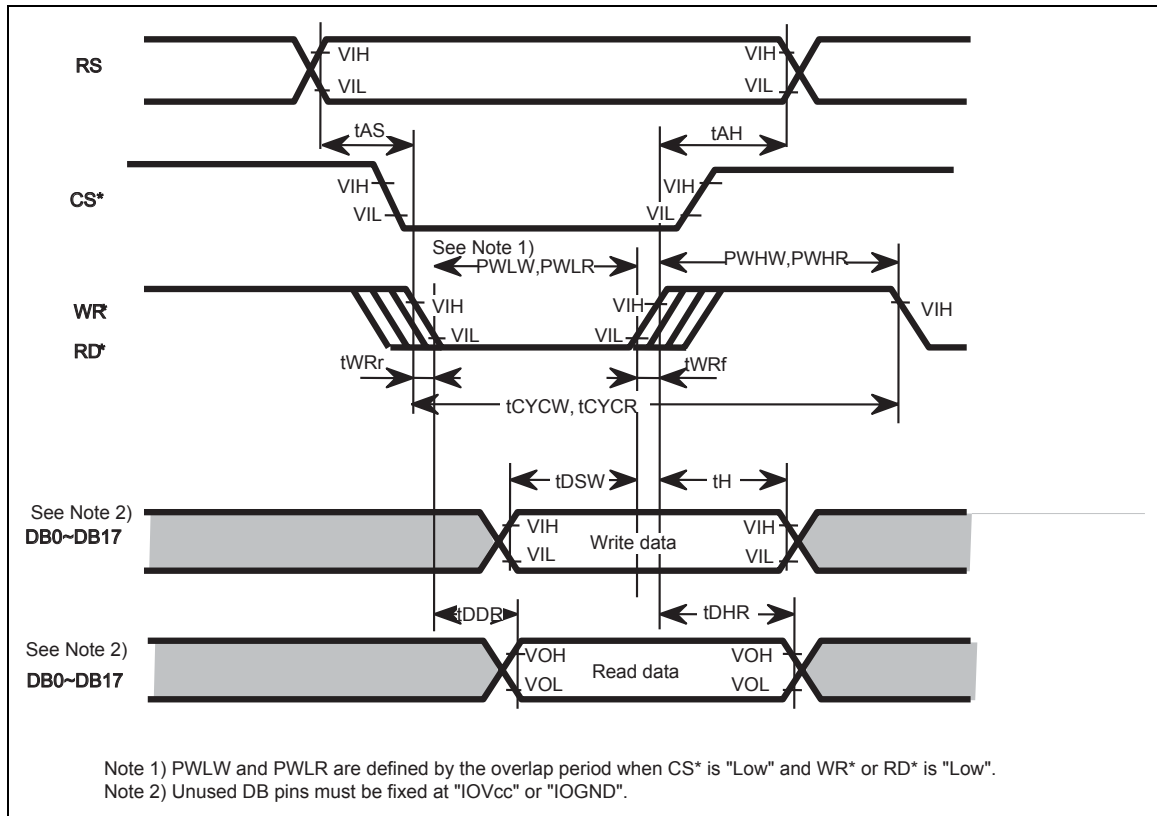 RS
VIH
VIH
VIL
VIL
tAS
tAH
CS*
VIH
VIH
VIL
VIL
See Note 1)
PWLW,PWLR
PWHW,PWHR
WR*
VIH
VIH
VIH
RD*
VIL
VIL
tWRr
tWRf
tCYCW, tCYCR
tDSW
tH
See Note 2)
DB0~DB17
VIH
VIH
VIL
Write data
VIL
tDDR
tDHR
See Note 2)
DB0~DB17
VOH
VOH
VOL
Read data
VOL
Note 1) PWLW and PWLR are defined by the overlap period when CS* is "Low" and WR* or RD* is "Low".
Note 2) Unused DB pins must be fixed at "IOVcc" or "IOGND".